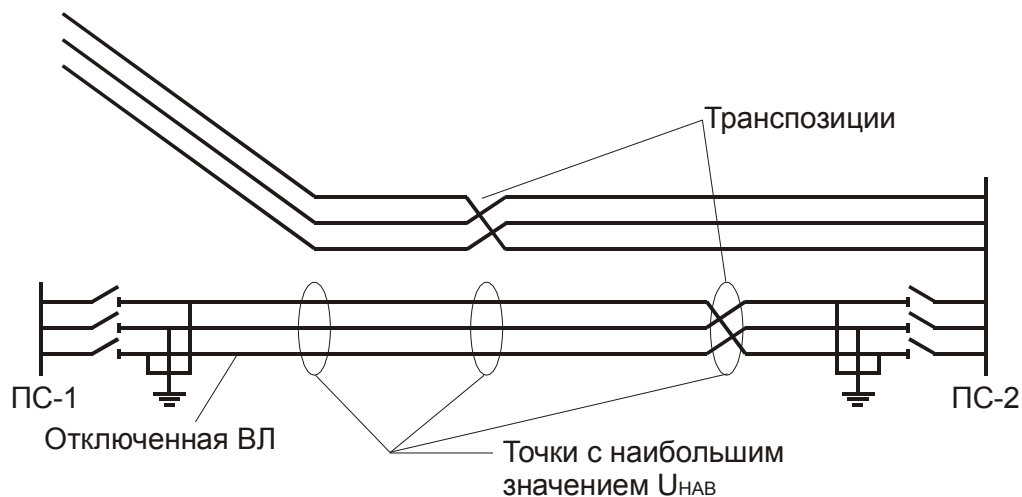 Транспозиции
ПС-1
ПС-2
Отключенная ВЛ
Точки с наибольшим
значением UНАВ